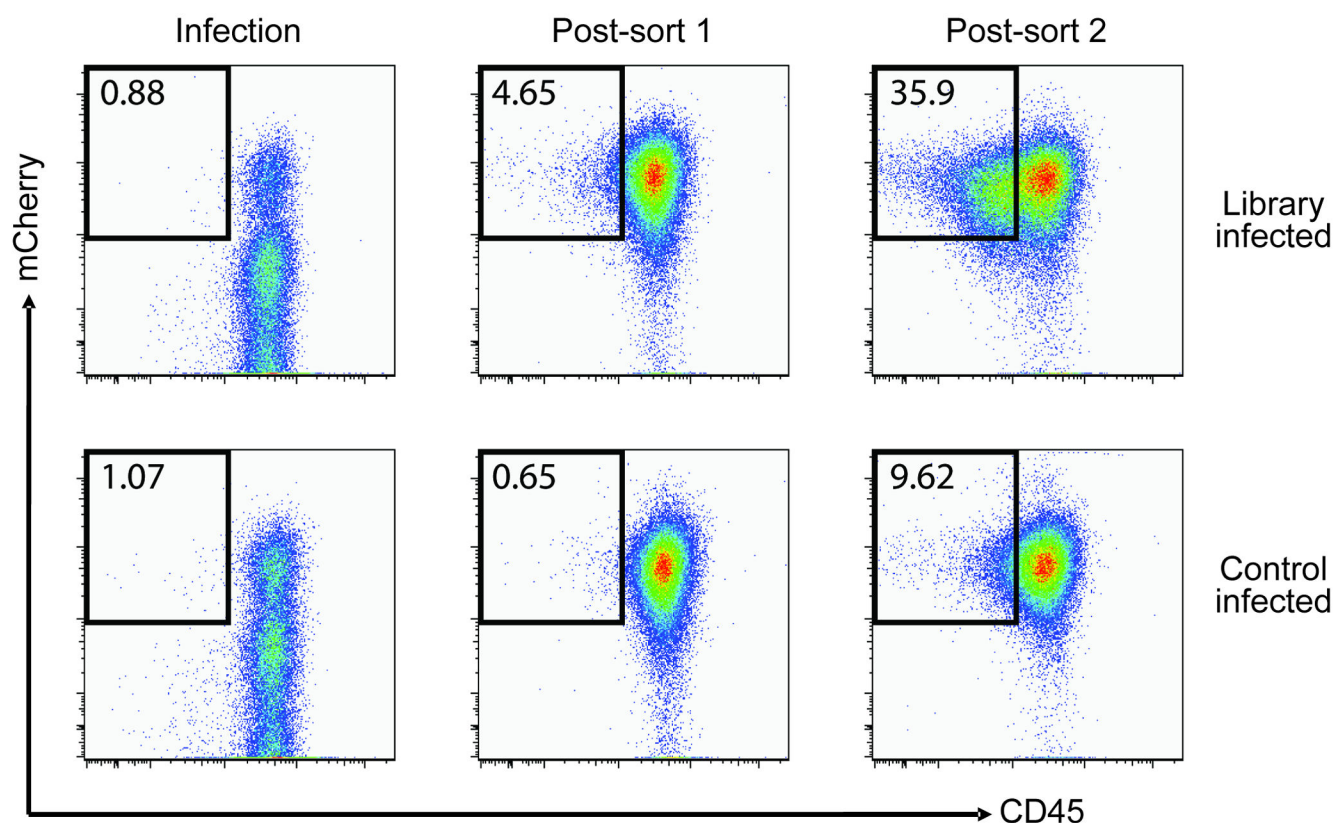 Infection
Post-sort 1
Post-sort 2
0.88
4.65
35.9
Library
infected
mCherry
1.07
0.65
9.62
Control
infected
CD45